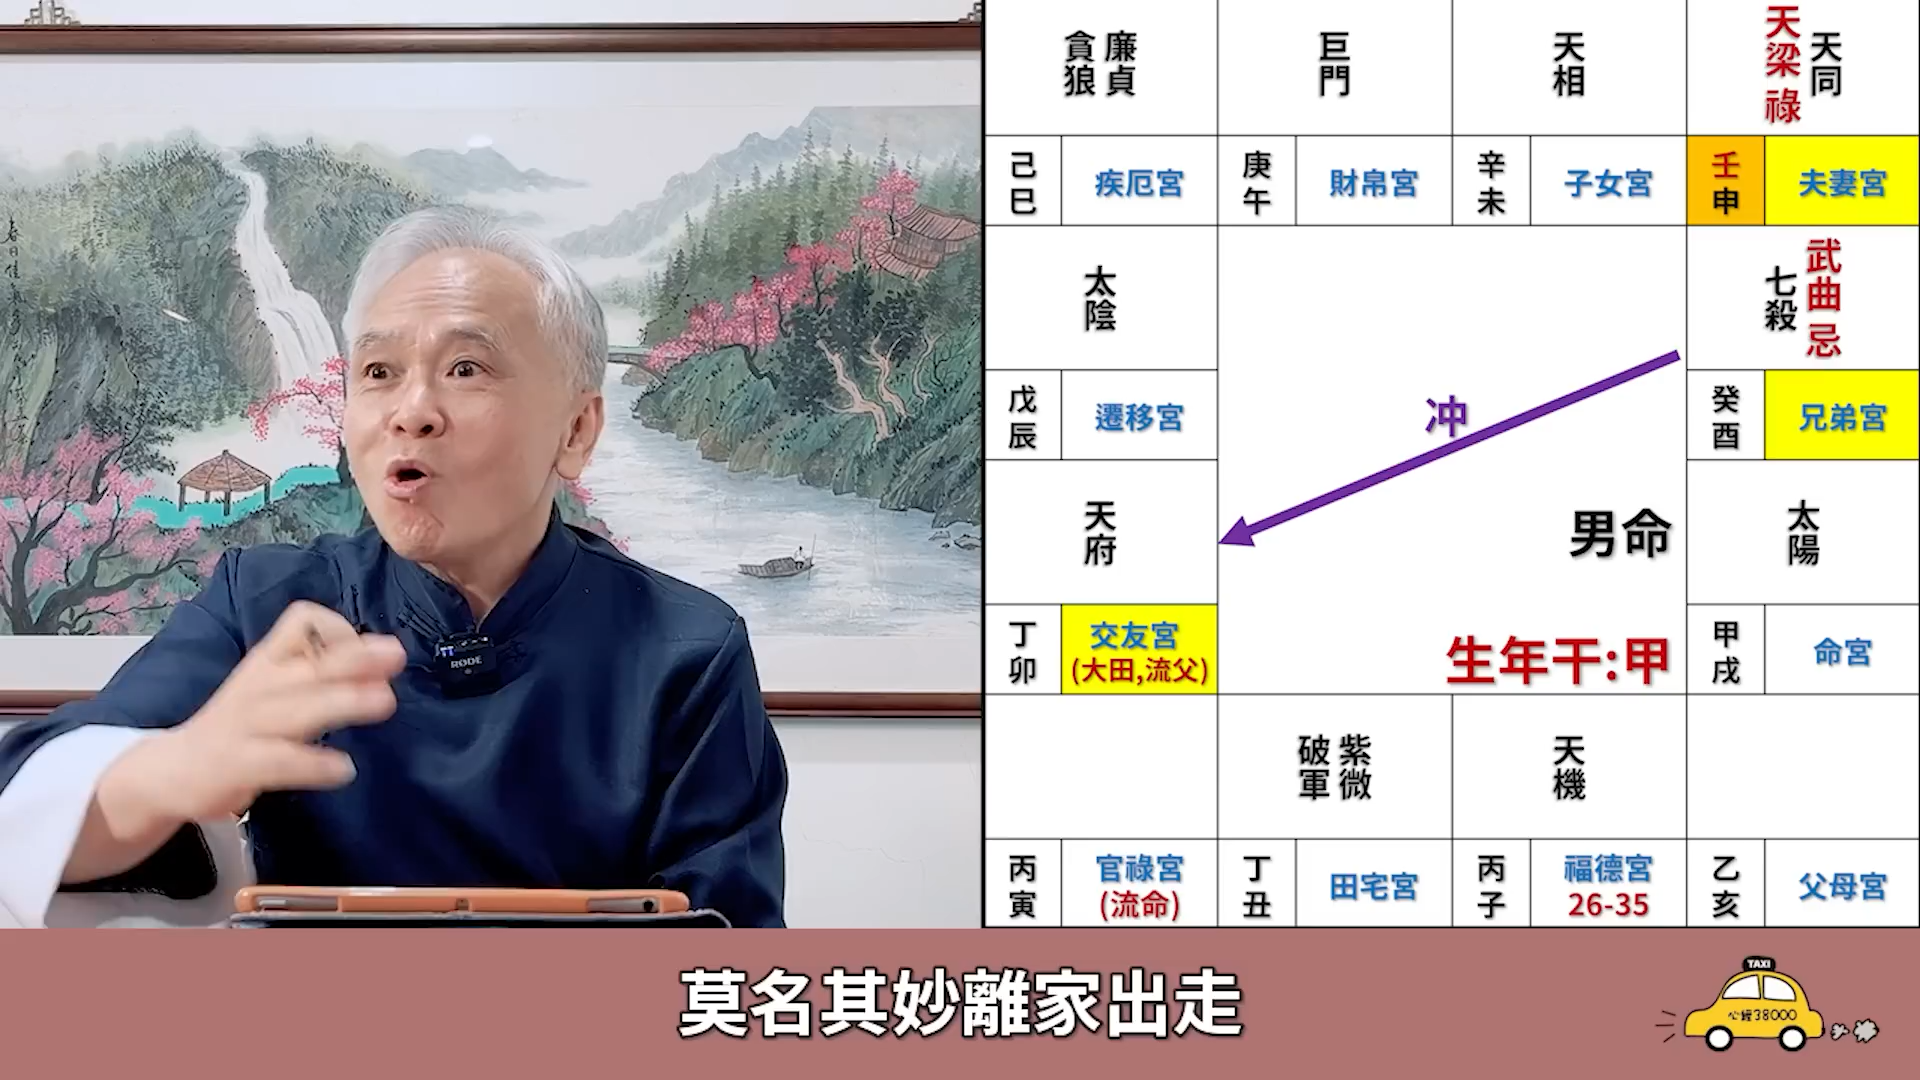 廉貞
貪狼
巨門
天相
天同
天梁 祿
己巳
疾厄宮
庚午
財帛宮
辛未
子女宮
壬申
夫妻宮
太陰
武曲 忌
七殺
戊辰
遷移宮
冲
癸酉
兄弟宮
天府
男命
太陽
丁卯
交友宮
(大田,流父)
生年干:甲
甲戌
命宮
紫微
破軍
天機
丙寅
官祿宮
(流命)
丁丑
田宅宮
丙子
福德宮
26-35
乙亥
父母宮
RODE
莫名其妙離家出走
TAXI
心經38000